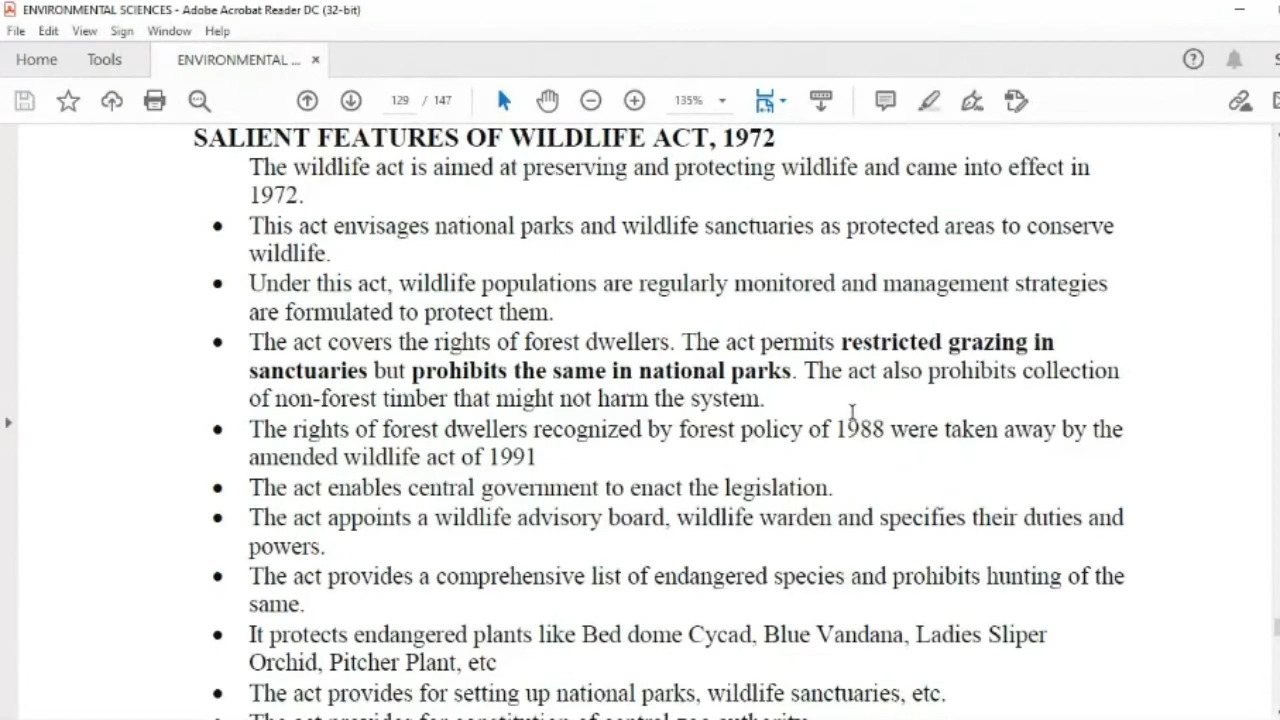 ENVIRONMENTAL SCIENCES - Adobe Acrobat Reader DC (32-bit)
File Edit View Sign Window Help
Home Tools ENVIRONMENTAL ... ×
129 / 147 135%
SALIENT FEATURES OF WILDLIFE ACT, 1972
The wildlife act is aimed at preserving and protecting wildlife and came into effect in
1972.
• This act envisages national parks and wildlife sanctuaries as protected areas to conserve
wildlife.
• Under this act, wildlife populations are regularly monitored and management strategies
are formulated to protect them.
• The act covers the rights of forest dwellers. The act permits restricted grazing in
sanctuaries but prohibits the same in national parks. The act also prohibits collection
of non-forest timber that might not harm the system.
• The rights of forest dwellers recognized by forest policy of 1988 were taken away by the
amended wildlife act of 1991
• The act enables central government to enact the legislation.
• The act appoints a wildlife advisory board, wildlife warden and specifies their duties and
powers.
• The act provides a comprehensive list of endangered species and prohibits hunting of the
same.
• It protects endangered plants like Bed dome Cycad, Blue Vandana, Ladies Sliper
Orchid, Pitcher Plant, etc
• The act provides for setting up national parks, wildlife sanctuaries, etc.
• The act provides for constitution of central zoo authority